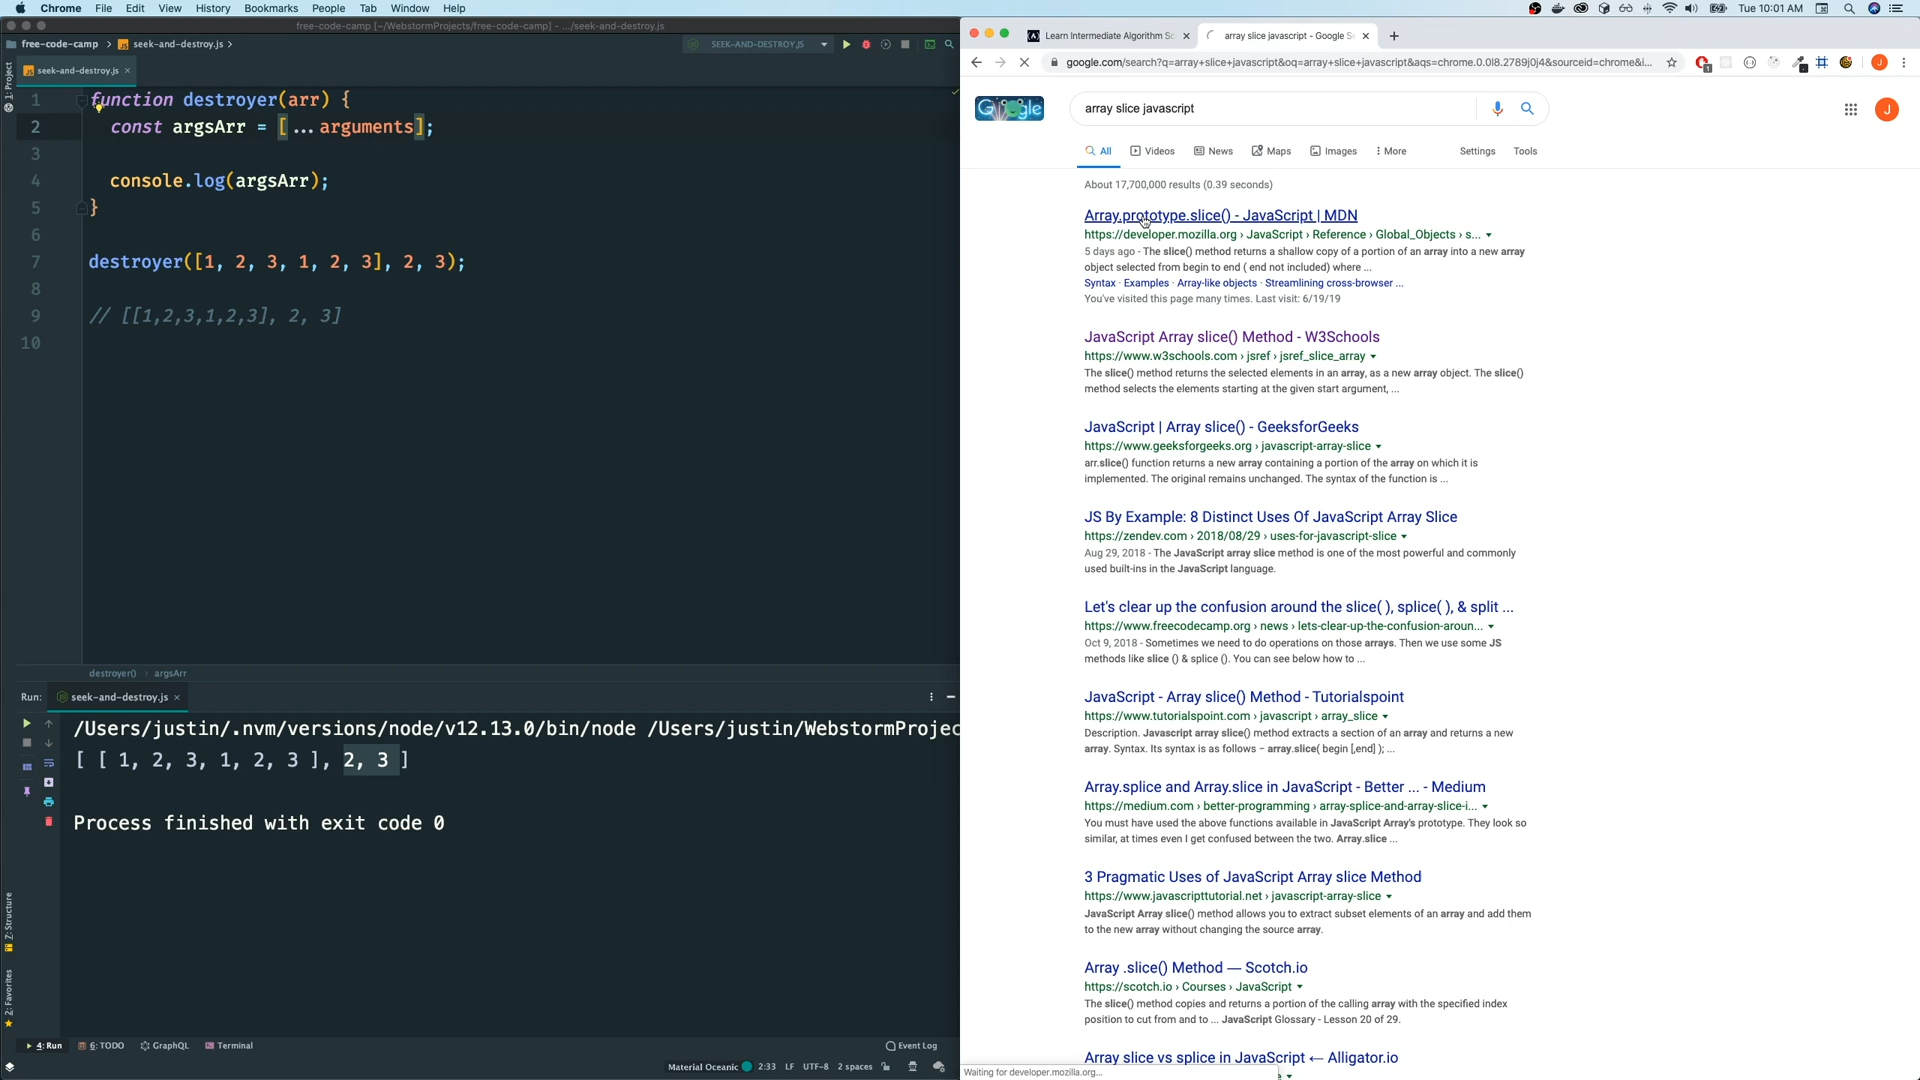 Chrome File Edit View History Bookmarks People Tab Window Help
Tue 10:01 AM
free-code-camp [~/WebstormProjects/free-code-camp] - .../seek-and-destroy.js
free-code-camp seek-and-destroy.js
SEEK-AND-DESTROY.JS
seek-and-destroy.js
1: Project
1 function destroyer(arr) {
2 const argsArr = [...arguments];
3
4 console.log(argsArr);
5 }
6
7 destroyer([1, 2, 3, 1, 2, 3], 2, 3);
8
9 // [[1,2,3,1,2,3], 2, 3]
10
destroyer() › argsArr
Run: seek-and-destroy.js
/Users/justin/.nvm/versions/node/v12.13.0/bin/node /Users/justin/WebstormProjec
[ [ 1, 2, 3, 1, 2, 3 ], 2, 3 ]
Process finished with exit code 0
Z: Structure
2: Favorites
4: Run 6: TODO GraphQL Terminal
Event Log
Material Oceanic 2:33 LF UTF-8 2 spaces
Learn Intermediate Algorithm Sc
array slice javascript - Google Se
google.com/search?q=array+slice+javascript&oq=array+slice+javascript&aqs=chrome.0.0l8.2789j0j4&sourceid=chrome&i...
J
Google
array slice javascript
J
All Videos News Maps Images More Settings Tools
About 17,700,000 results (0.39 seconds)
Array.prototype.slice() - JavaScript | MDN
https://developer.mozilla.org › JavaScript › Reference › Global_Objects › s...
5 days ago - The slice() method returns a shallow copy of a portion of an array into a new array
object selected from begin to end ( end not included) where ...
Syntax · Examples · Array-like objects · Streamlining cross-browser ...
You've visited this page many times. Last visit: 6/19/19
JavaScript Array slice() Method - W3Schools
https://www.w3schools.com › jsref › jsref_slice_array
The slice() method returns the selected elements in an array, as a new array object. The slice()
method selects the elements starting at the given start argument, ...
JavaScript | Array slice() - GeeksforGeeks
https://www.geeksforgeeks.org › javascript-array-slice
arr.slice() function returns a new array containing a portion of the array on which it is
implemented. The original remains unchanged. The syntax of the function is ...
JS By Example: 8 Distinct Uses Of JavaScript Array Slice
https://zendev.com › 2018/08/29 › uses-for-javascript-slice
Aug 29, 2018 - The JavaScript array slice method is one of the most powerful and commonly
used built-ins in the JavaScript language.
Let's clear up the confusion around the slice( ), splice( ), & split ...
https://www.freecodecamp.org › news › lets-clear-up-the-confusion-aroun...
Oct 9, 2018 - Sometimes we need to do operations on those arrays. Then we use some JS
methods like slice () & splice (). You can see below how to ...
JavaScript - Array slice() Method - Tutorialspoint
https://www.tutorialspoint.com › javascript › array_slice
Description. Javascript array slice() method extracts a section of an array and returns a new
array. Syntax. Its syntax is as follows − array.slice( begin [,end] ); ...
Array.splice and Array.slice in JavaScript - Better ... - Medium
https://medium.com › better-programming › array-splice-and-array-slice-i...
You must have used the above functions available in JavaScript Array's prototype. They look so
similar, at times even I get confused between the two. Array.slice ...
3 Pragmatic Uses of JavaScript Array slice Method
https://www.javascripttutorial.net › javascript-array-slice
JavaScript Array slice() method allows you to extract subset elements of an array and add them
to the new array without changing the source array.
Array .slice() Method — Scotch.io
https://scotch.io › Courses › JavaScript
The slice() method copies and returns a portion of the calling array with the specified index
position to cut from and to ... JavaScript Glossary - Lesson 20 of 29.
Array slice vs splice in JavaScript ← Alligator.io
Waiting for developer.mozilla.org...